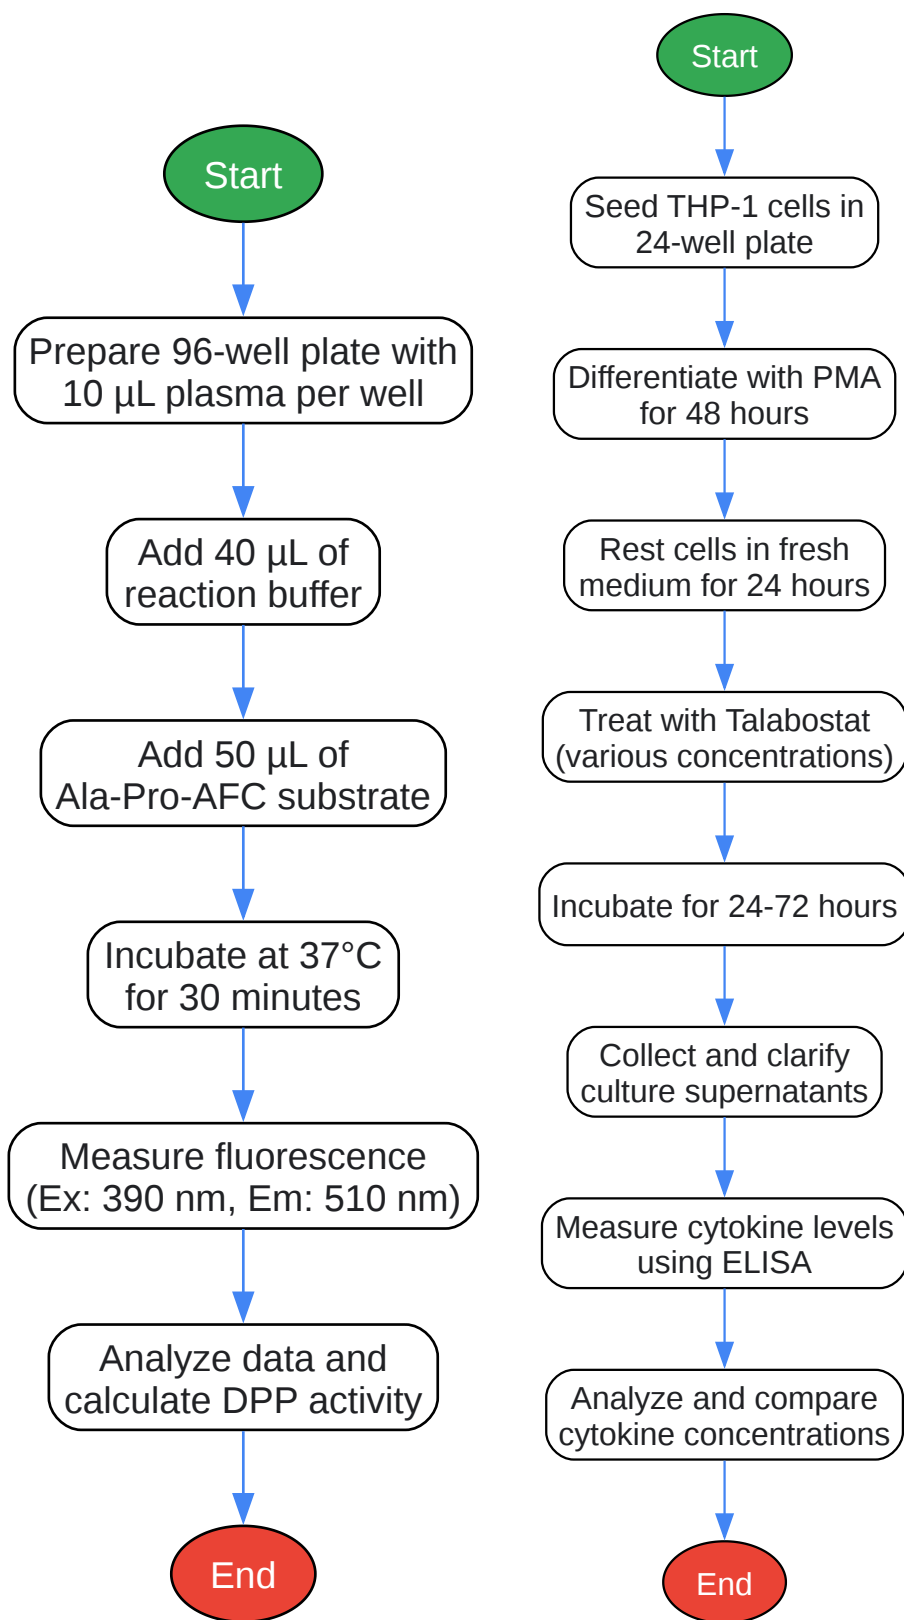 Start
Prepare 96-well plate with
10 µL plasma per well
Add 40 µL of
reaction buffer
Add 50 µL of
Ala-Pro-AFC substrate
Incubate at 37°C
for 30 minutes
Measure fluorescence
(Ex: 390 nm, Em: 510 nm)
Analyze data and
calculate DPP activity
End
Start
Seed THP-1 cells in
24-well plate
Differentiate with PMA
for 48 hours
Rest cells in fresh
medium for 24 hours
Treat with Talabostat
(various concentrations)
Incubate for 24-72 hours
Collect and clarify
culture supernatants
Measure cytokine levels
using ELISA
Analyze and compare
cytokine concentrations
End